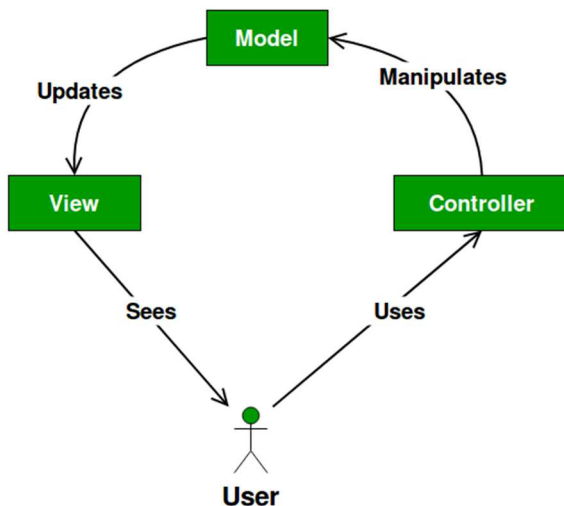 Model
Updates
Manipulates
View
Controller
Sees
Uses
User